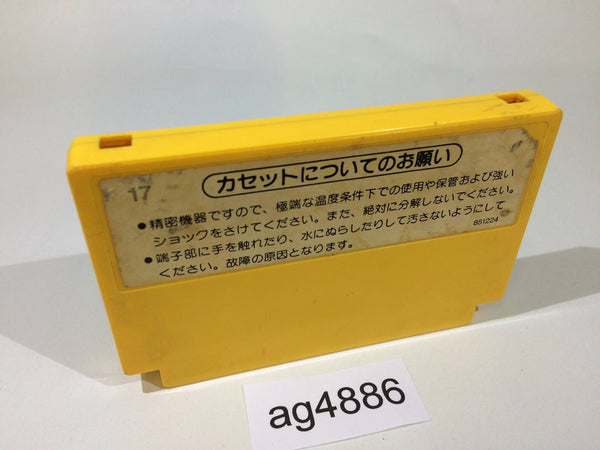 カセットについてのお願い
17
●精密機器ですので、極端な温度条件下での使用や保管および強い
ショックをさけてください。また、絶対に分解しないでください。
●端子部に手を触れたり、水にぬらしたりして汚さないようにして
ください。故障の原因となります。
851224
ag4886